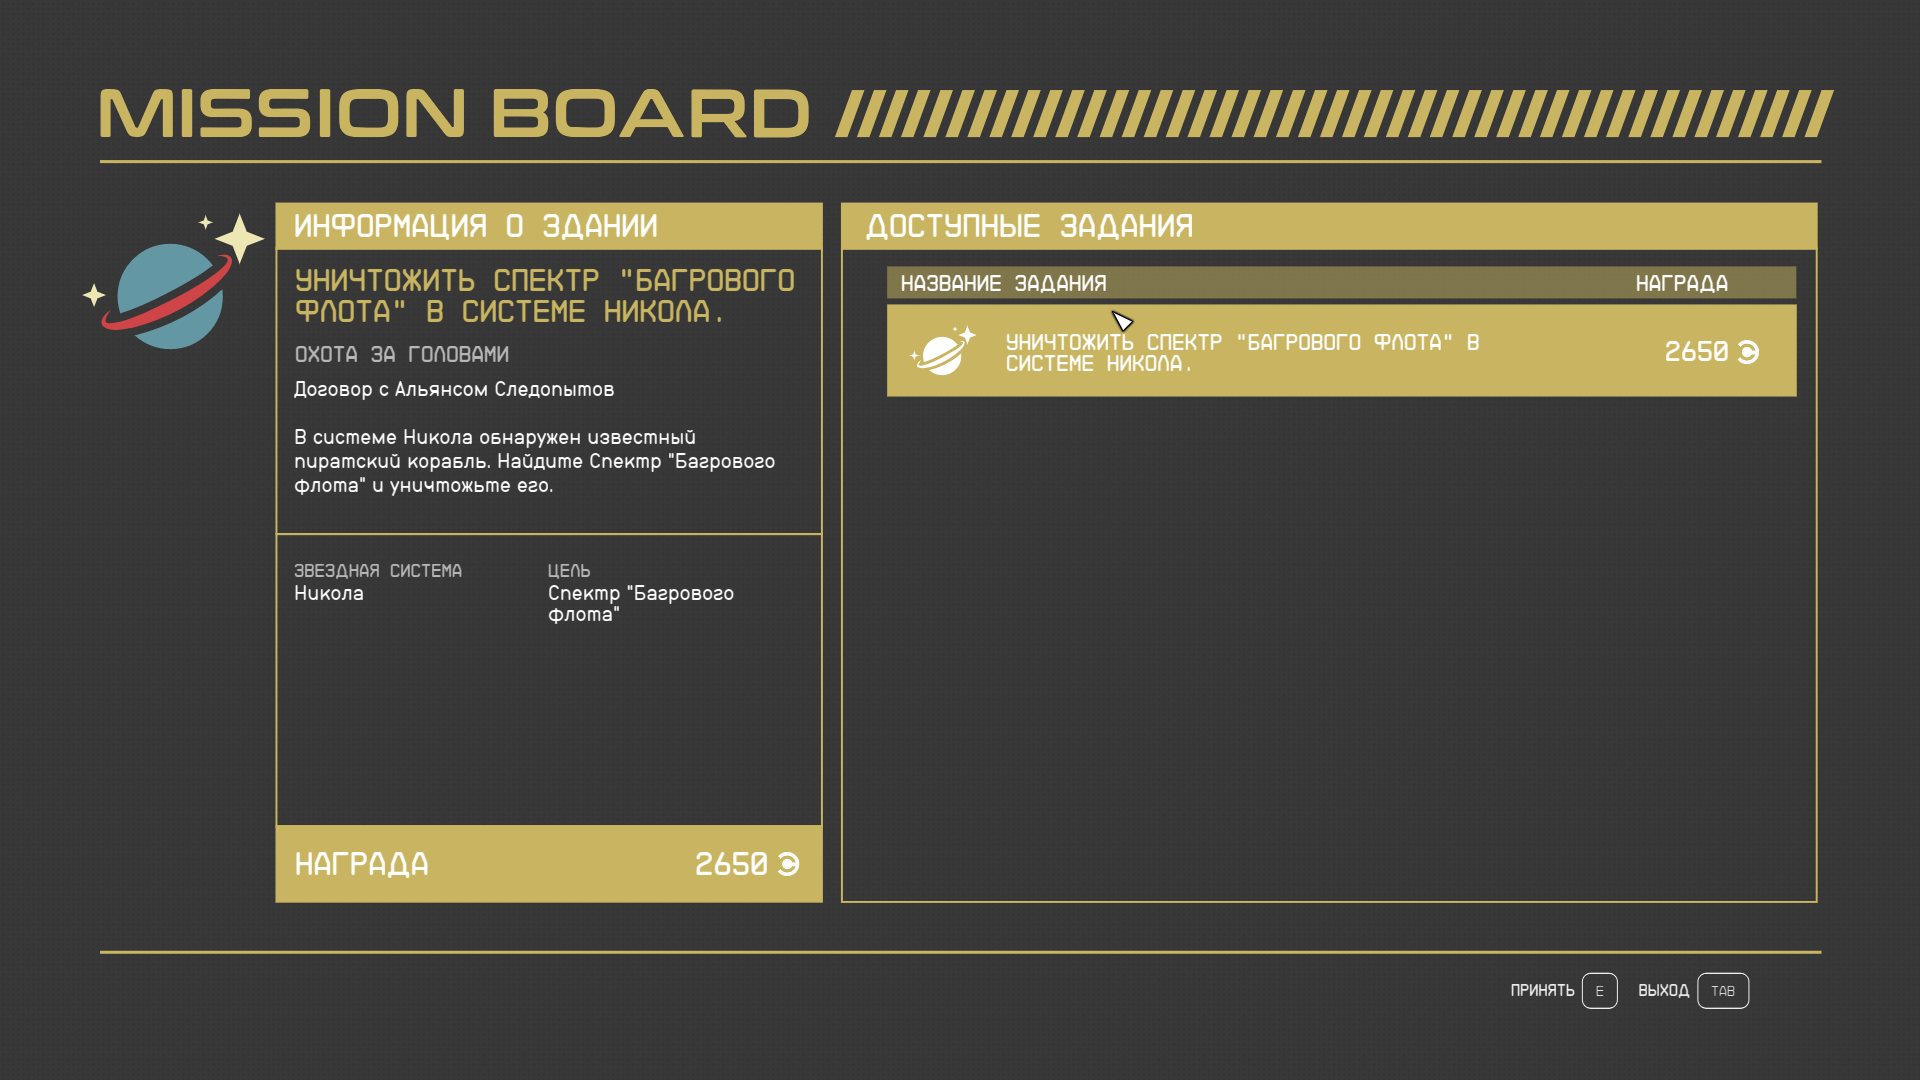 MISSION BOARD
ИНФОРМАЦИЯ О ЗДАНИИ
УНИЧТОЖИТЬ СПЕКТР "БАГРОВОГО
ФЛОТА" В СИСТЕМЕ НИКОЛА.
ОХОТА ЗА ГОЛОВАМИ
Договор с Альянсом Следопытов
В системе Никола обнаружен известный
пиратский корабль. Найдите Спектр "Багрового
флота" и уничтожьте его.
ЗВЕЗДНАЯ СИСТЕМА
Никола
ЦЕЛЬ
Спектр "Багрового
флота"
НАГРАДА 2650
ДОСТУПНЫЕ ЗАДАНИЯ
НАЗВАНИЕ ЗАДАНИЯ НАГРАДА
УНИЧТОЖИТЬ СПЕКТР "БАГРОВОГО ФЛОТА" В
СИСТЕМЕ НИКОЛА.
2650
ПРИНЯТЬ E ВЫХОД TAB